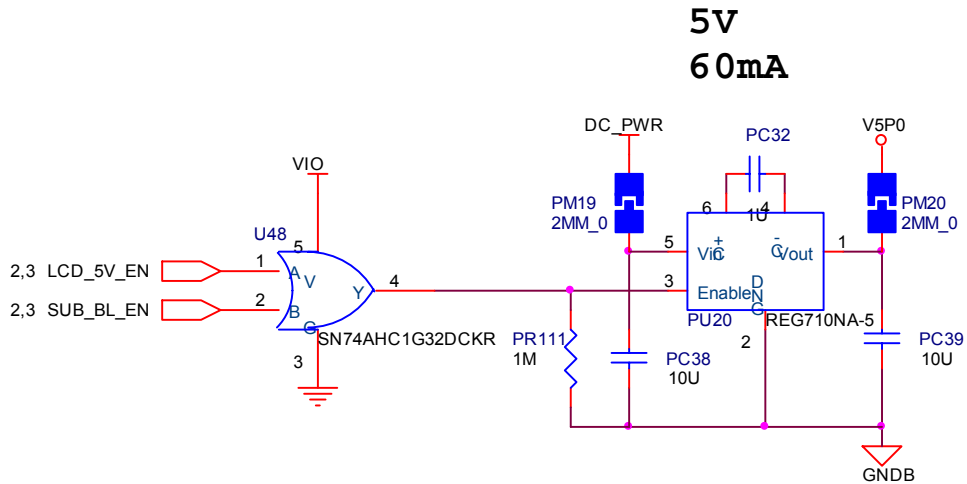 5V
60mA
DC_PWR
PC32
V5P0
VIO
PM19
2MM_0
6
4
1U
PM20
2MM_0
U48
5
5
Vin
C+
C-
Vout
1
2,3 LCD_5V_EN
1
A
V
Y
4
3
Enable
GND
2,3 SUB_BL_EN
2
B
G
PU20
REG710NA-5
SN74AHC1G32DCKR
3
PR111
1M
2
PC38
10U
PC39
10U
GNDB